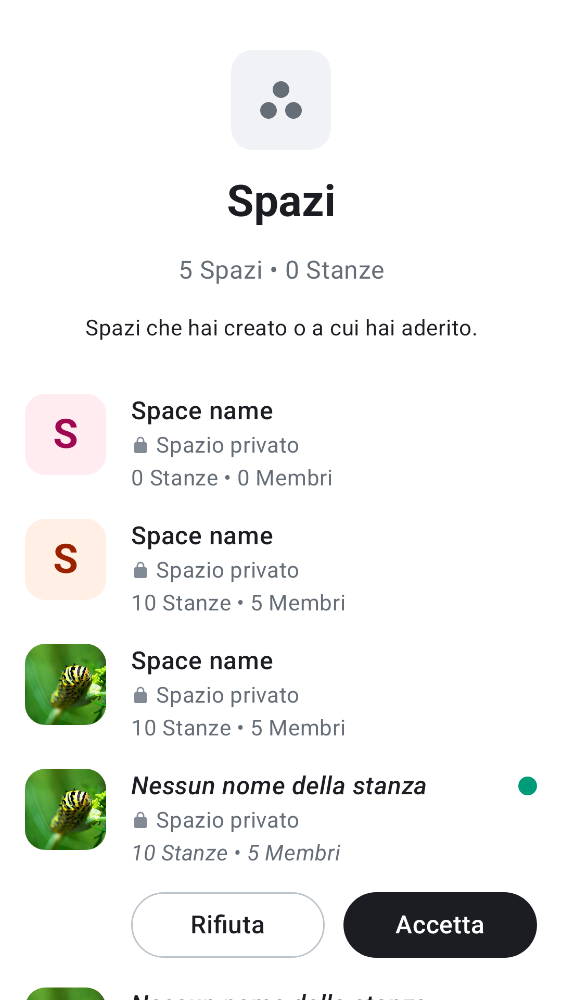 Spazi
5 Spazi • 0 Stanze
Spazi che hai creato o a cui hai aderito.
S
Space name
Spazio privato
0 Stanze • 0 Membri
S
Space name
Spazio privato
10 Stanze • 5 Membri
Space name
Spazio privato
10 Stanze • 5 Membri
Nessun nome della stanza
Spazio privato
10 Stanze • 5 Membri
Rifiuta
Accetta